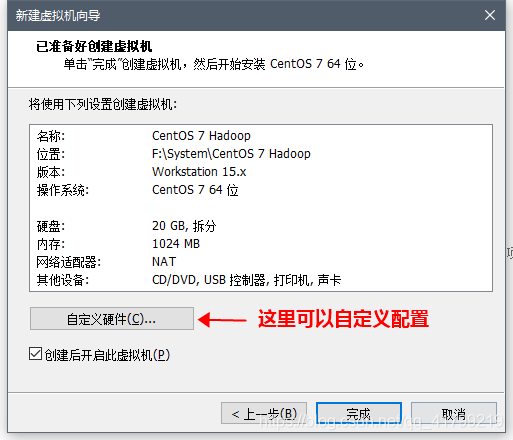 新建虚拟机向导
已准备好创建虚拟机
单击“完成”创建虚拟机，然后开始安装 CentOS 7 64 位。
将使用下列设置创建虚拟机:
名称: CentOS 7 Hadoop
位置: F:\System\CentOS 7 Hadoop
版本: Workstation 15.x
操作系统: CentOS 7 64 位
硬盘: 20 GB, 拆分
内存: 1024 MB
网络适配器: NAT
其他设备: CD/DVD, USB 控制器, 打印机, 声卡
自定义硬件(C)... 这里可以自定义配置
创建后开启此虚拟机(P)
< 上一步(B) 完成 取消
https://blog.csdn.net/qq_41799219